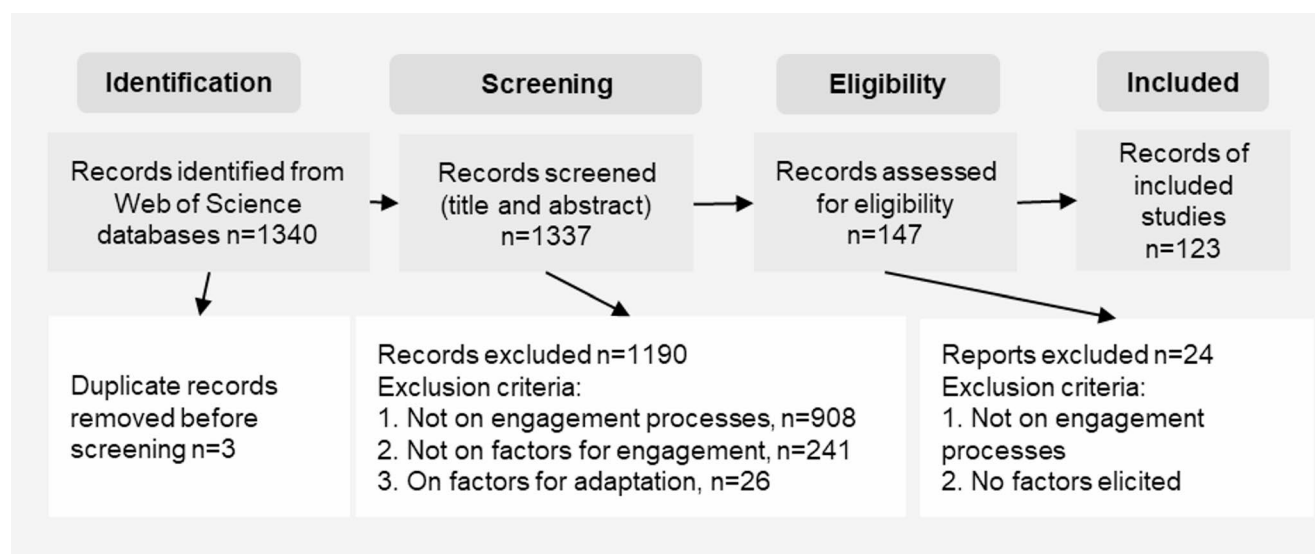 Identification
Screening
Eligibility
Included
Records identified from
Web of Science
databases n=1340
Records screened
(title and abstract)
n=1337
Records assessed
for eligibility
n=147
Records of
included
studies
n=123
Duplicate records
removed before
screening n=3
Records excluded n=1190
Exclusion criteria:
1. Not on engagement processes, n=908
2. Not on factors for engagement, n=241
3. On factors for adaptation, n=26
Reports excluded n=24
Exclusion criteria:
1. Not on engagement
processes
2. No factors elicited